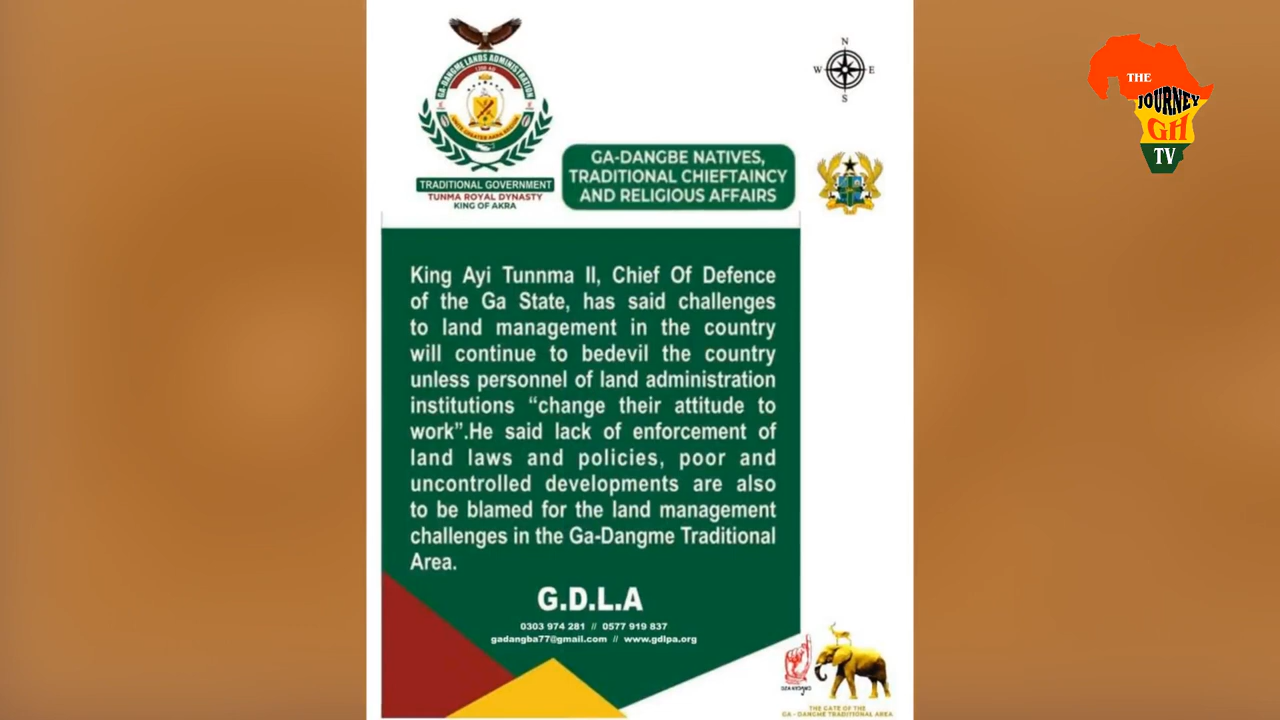 GA-DANGME LANDS ADMINISTRATION
TRADITIONAL GOVERNMENT
TUNMA ROYAL DYNASTY
KING OF AKRA
GA-DANGBE NATIVES,
TRADITIONAL CHIEFTAINCY
AND RELIGIOUS AFFAIRS
N
W E
S
THE
JOURNEY
GH
TV
King Ayi Tunnma II, Chief Of Defence
of the Ga State, has said challenges
to land management in the country
will continue to bedevil the country
unless personnel of land administration
institutions “change their attitude to
work”.He said lack of enforcement of
land laws and policies, poor and
uncontrolled developments are also
to be blamed for the land management
challenges in the Ga-Dangme Traditional
Area.
G.D.L.A
0303 974 281 // 0577 919 837
gadangba77@gmail.com // www.gdlpa.org
THE GATE OF THE
GA - DANGME TRADITIONAL AREA